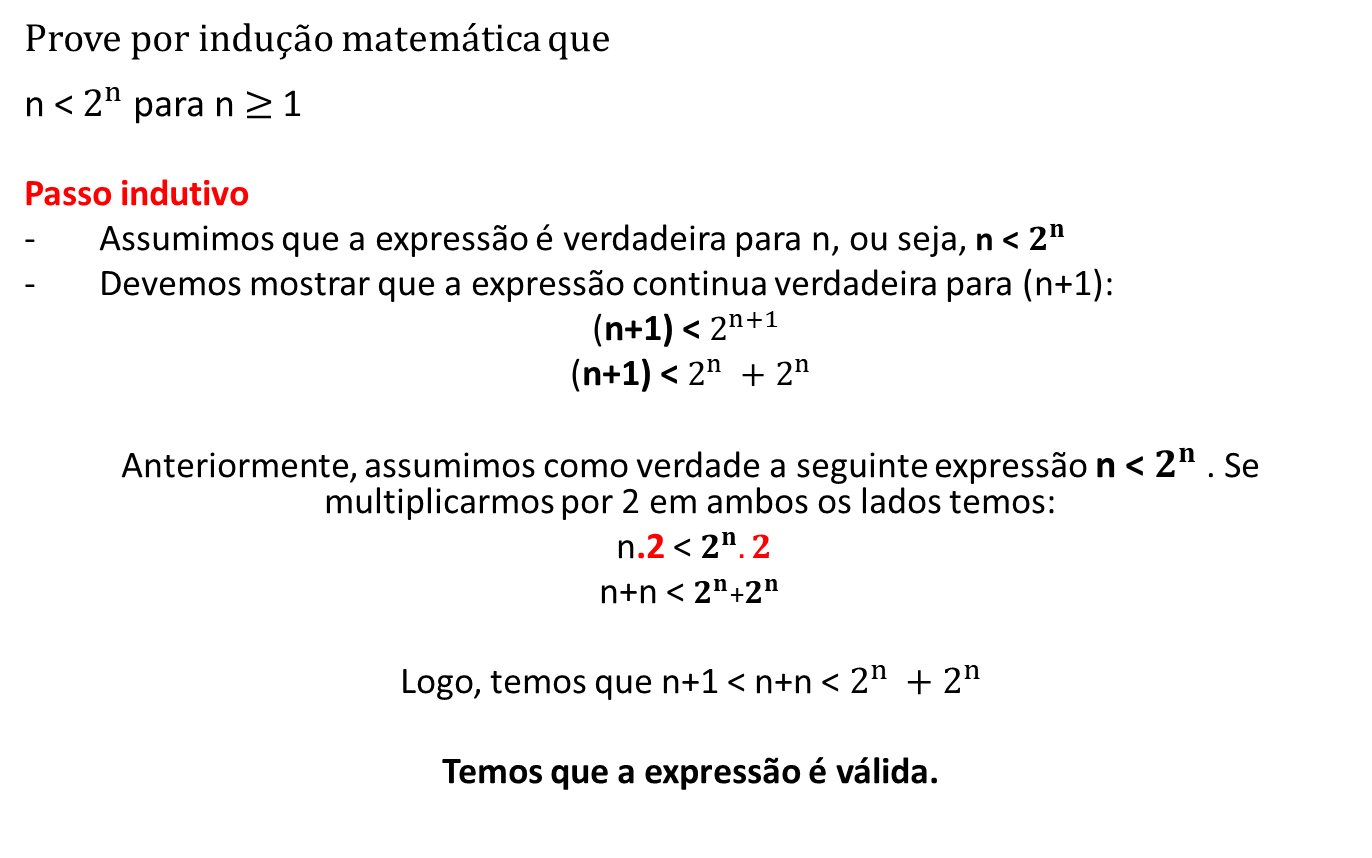 Prove por indução matemática que
n < 2ⁿ para n ≥ 1
Passo indutivo
- Assumimos que a expressão é verdadeira para n, ou seja, n < 2ⁿ
- Devemos mostrar que a expressão continua verdadeira para (n+1):
(n+1) < 2ⁿ⁺¹
(n+1) < 2ⁿ + 2ⁿ
Anteriormente, assumimos como verdade a seguinte expressão n < 2ⁿ . Se
multiplicarmos por 2 em ambos os lados temos:
n.2 < 2ⁿ. 2
n+n < 2ⁿ+2ⁿ
Logo, temos que n+1 < n+n < 2ⁿ + 2ⁿ
Temos que a expressão é válida.